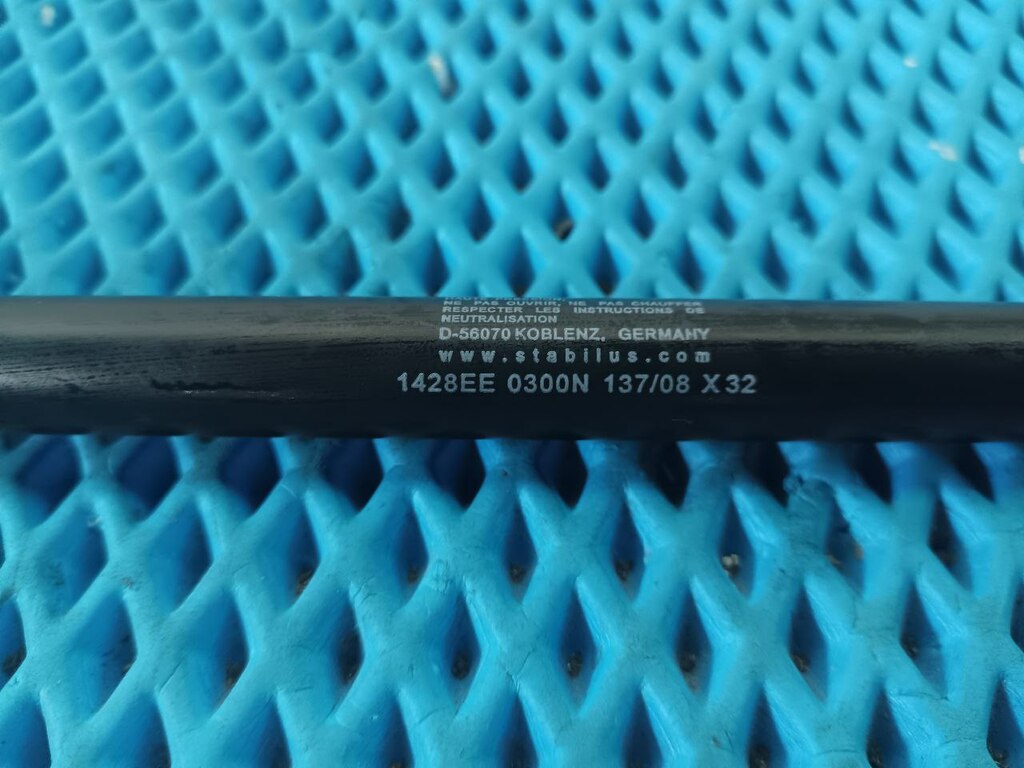 NE PAS OUVRIR, NE PAS CHAUFFER
RESPECTER LES INSTRUCTIONS DE
NEUTRALISATION
D-56070 KOBLENZ, GERMANY
www.stabilus.com
1428EE 0300N 137/08 X32